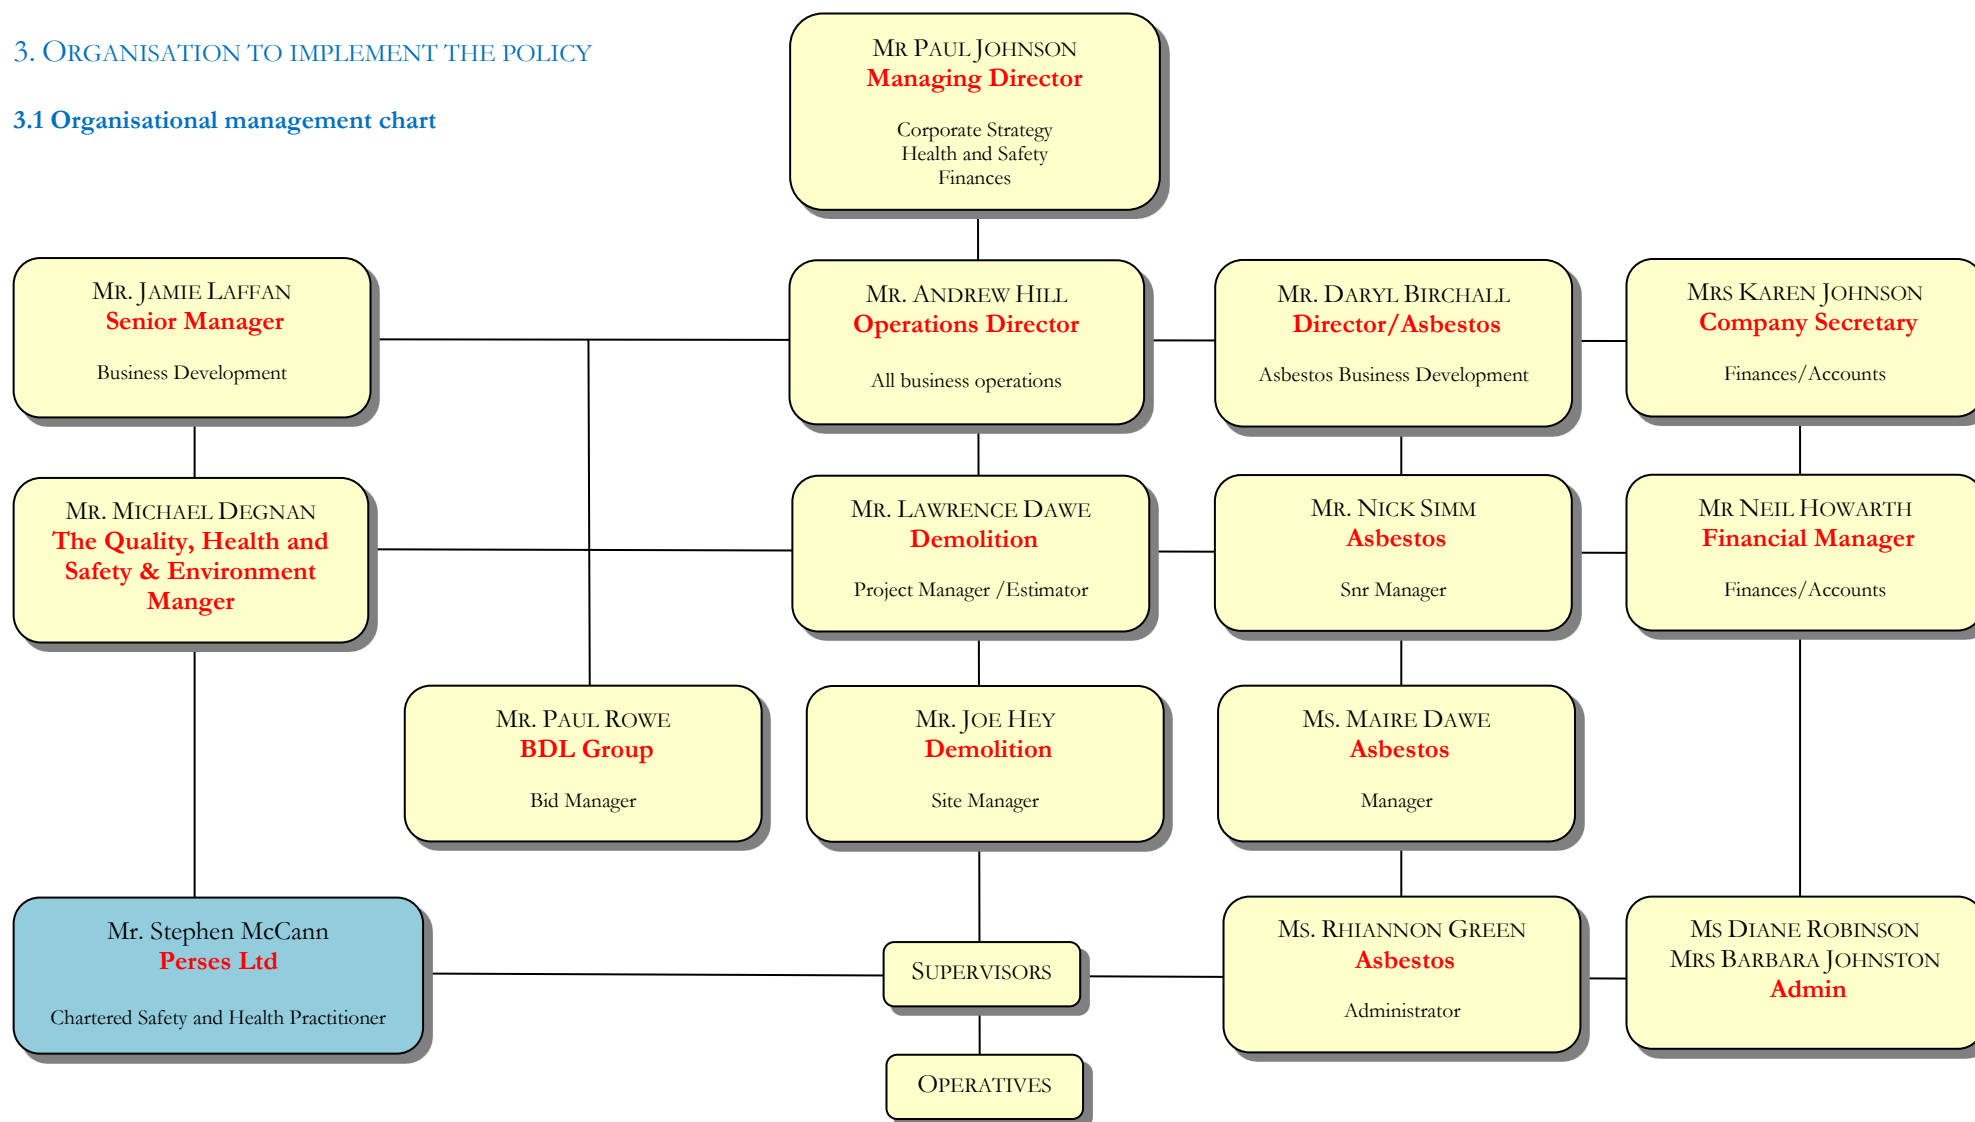 3. ORGANISATION TO IMPLEMENT THE POLICY
3.1 Organisational management chart
MR PAUL JOHNSON
Managing Director
Corporate Strategy
Health and Safety
Finances
MR. JAMIE LAFFAN
Senior Manager
Business Development
MR. ANDREW HILL
Operations Director
All business operations
MR. DARYL BIRCHALL
Director/Asbestos
Asbestos Business Development
MRS KAREN JOHNSON
Company Secretary
Finances/Accounts
MR. MICHAEL DEGNAN
The Quality, Health and
Safety & Environment
Manger
MR. LAWRENCE DAWE
Demolition
Project Manager /Estimator
MR. NICK SIMM
Asbestos
Snr Manager
MR NEIL HOWARTH
Financial Manager
Finances/Accounts
MR. PAUL ROWE
BDL Group
Bid Manager
MR. JOE HEY
Demolition
Site Manager
MS. MAIRE DAWE
Asbestos
Manager
Mr. Stephen McCann
Perses Ltd
Chartered Safety and Health Practitioner
SUPERVISORS
MS. RHIANNON GREEN
Asbestos
Administrator
MS DIANE ROBINSON
MRS BARBARA JOHNSTON
Admin
OPERATIVES